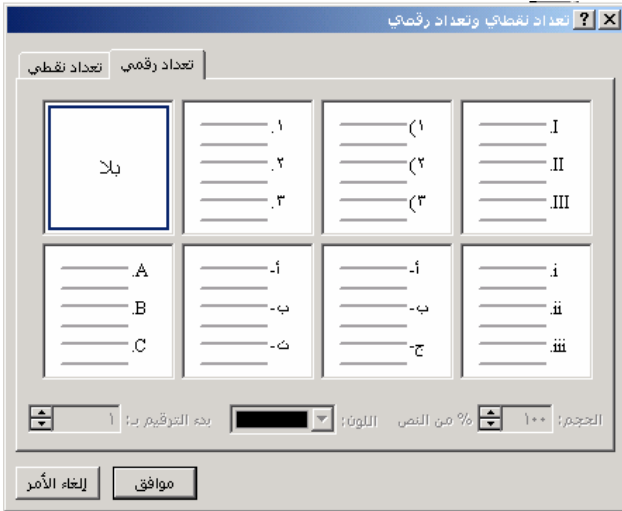 تعداد نقطي وتعداد رقمي
تعداد رقمي
تعداد نقطي
I.
II.
III.
١)
٢)
٣)
١.
٢.
٣.
بلا
i.
ii.
iii.
أ-
ب-
ج-
أ-
ب-
ت-
A.
B.
C.
الحجم: ١٠٠ % من النص اللون: بدء الترقيم بـ: ١
موافق
إلغاء الأمر